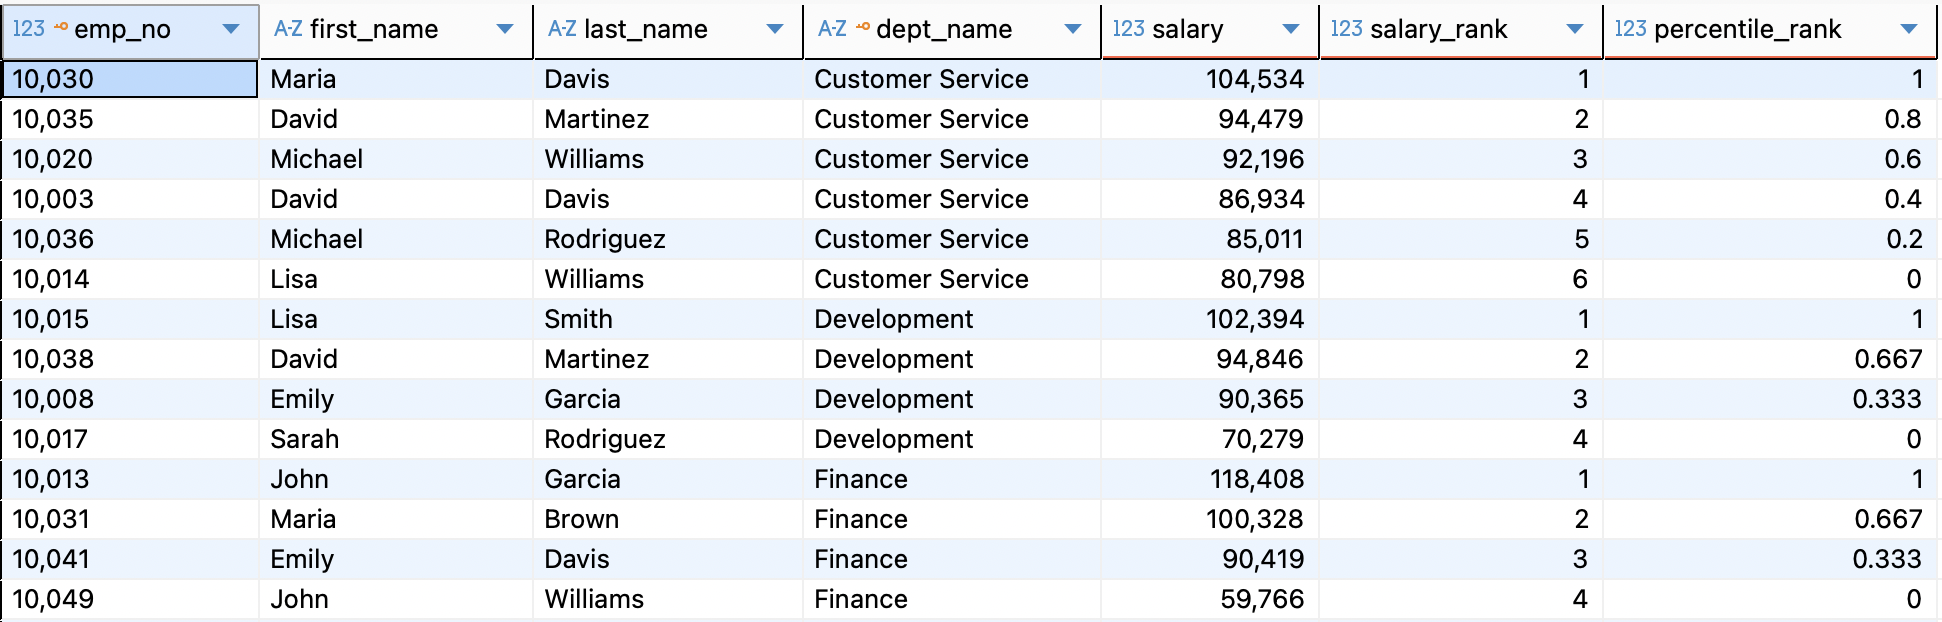 123 emp_no A-Z first_name A-Z last_name A-Z dept_name 123 salary 123 salary_rank 123 percentile_rank
10,030 Maria Davis Customer Service 104,534 1 1
10,035 David Martinez Customer Service 94,479 2 0.8
10,020 Michael Williams Customer Service 92,196 3 0.6
10,003 David Davis Customer Service 86,934 4 0.4
10,036 Michael Rodriguez Customer Service 85,011 5 0.2
10,014 Lisa Williams Customer Service 80,798 6 0
10,015 Lisa Smith Development 102,394 1 1
10,038 David Martinez Development 94,846 2 0.667
10,008 Emily Garcia Development 90,365 3 0.333
10,017 Sarah Rodriguez Development 70,279 4 0
10,013 John Garcia Finance 118,408 1 1
10,031 Maria Brown Finance 100,328 2 0.667
10,041 Emily Davis Finance 90,419 3 0.333
10,049 John Williams Finance 59,766 4 0